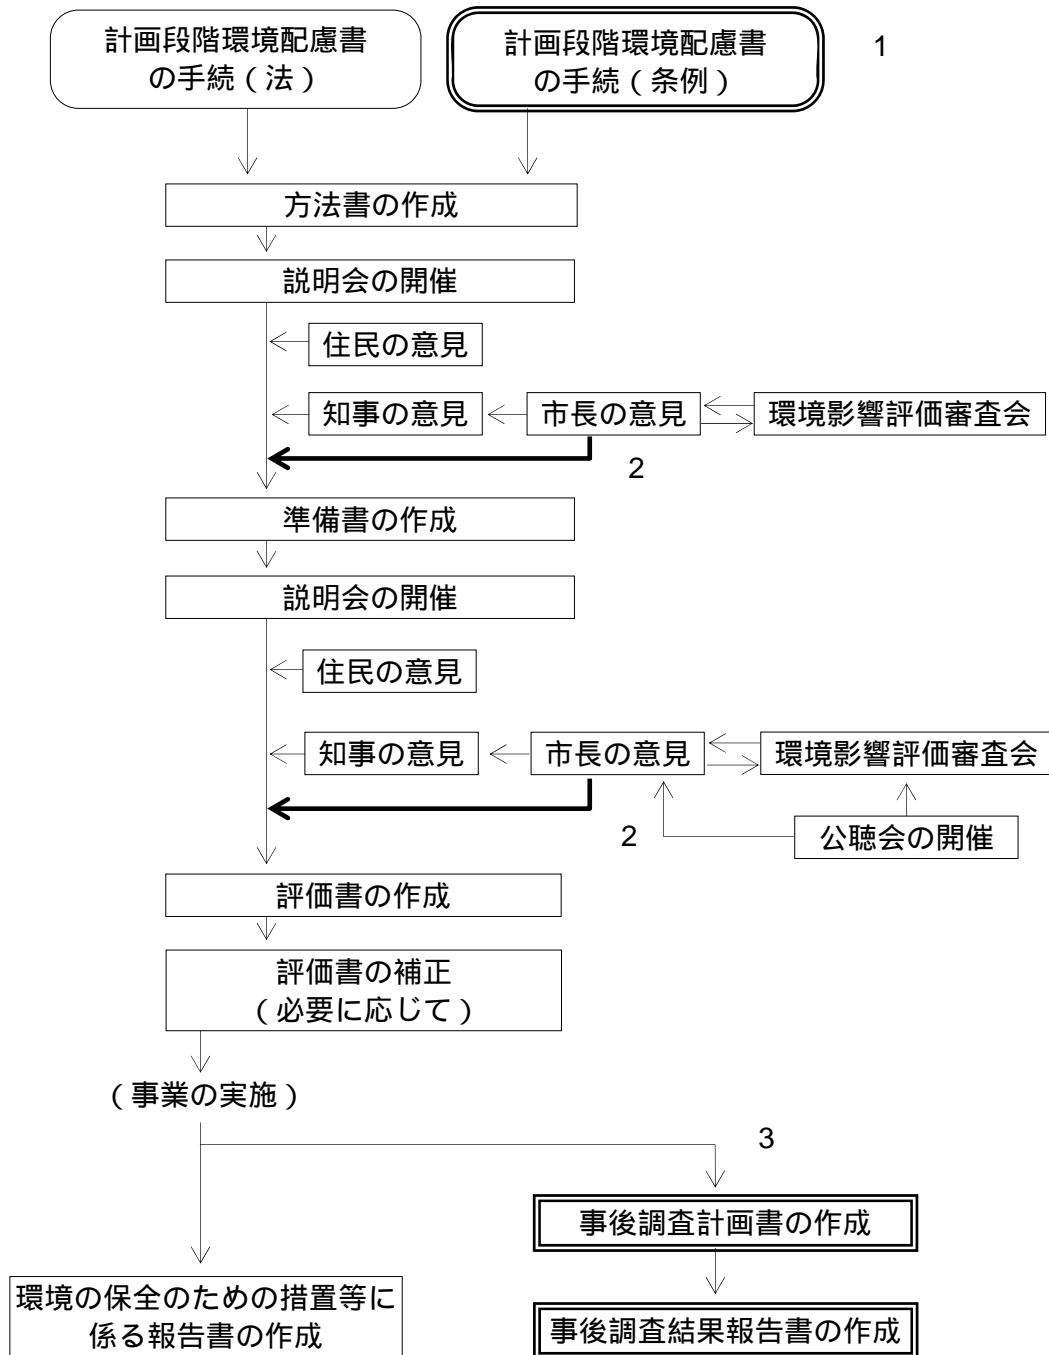 計画段階環境配慮書
の手続（法）
計画段階環境配慮書
の手続（条例）
1
方法書の作成
説明会の開催
住民の意見
知事の意見
市長の意見
環境影響評価審査会
2
準備書の作成
説明会の開催
住民の意見
知事の意見
市長の意見
環境影響評価審査会
2
公聴会の開催
評価書の作成
評価書の補正
（必要に応じて）
（事業の実施）
3
事後調査計画書の作成
環境の保全のための措置等に
係る報告書の作成
事後調査結果報告書の作成